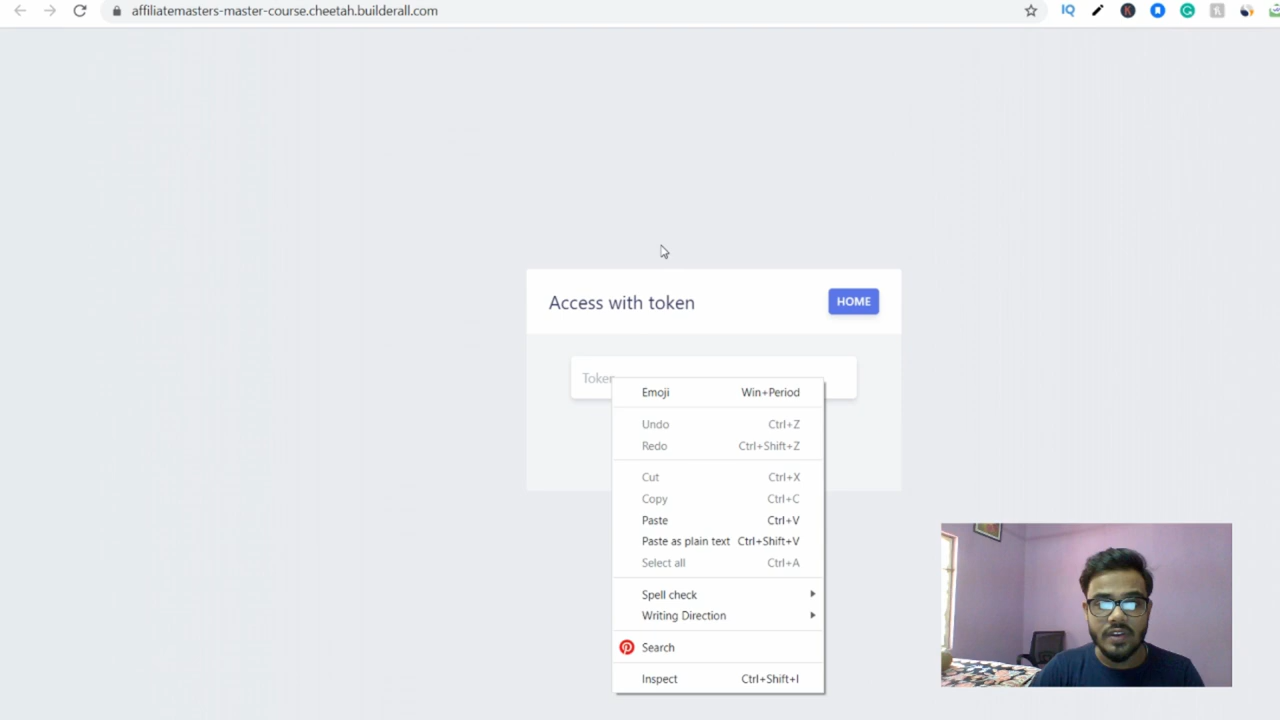 affiliatemasters-master-course.cheetah.builderall.com
IQ
Access with token
HOME
Token
Emoji Win+Period
Undo Ctrl+Z
Redo Ctrl+Shift+Z
Cut Ctrl+X
Copy Ctrl+C
Paste Ctrl+V
Paste as plain text Ctrl+Shift+V
Select all Ctrl+A
Spell check
Writing Direction
Search
Inspect Ctrl+Shift+I